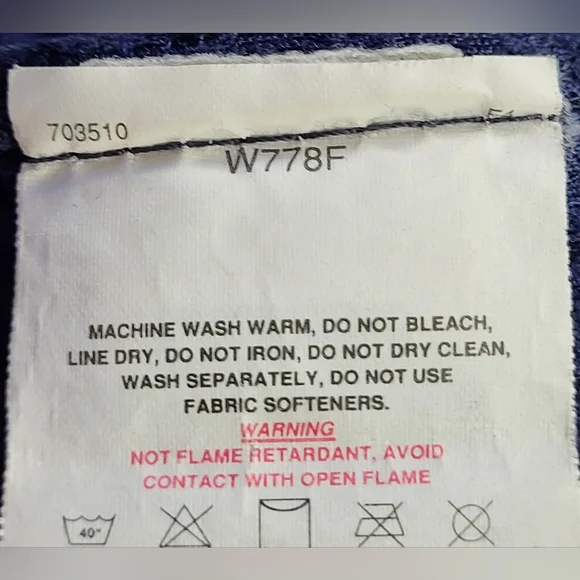 703510
W778F
MACHINE WASH WARM, DO NOT BLEACH,
LINE DRY, DO NOT IRON, DO NOT DRY CLEAN,
WASH SEPARATELY, DO NOT USE
FABRIC SOFTENERS.
WARNING
NOT FLAME RETARDANT, AVOID
CONTACT WITH OPEN FLAME
40°